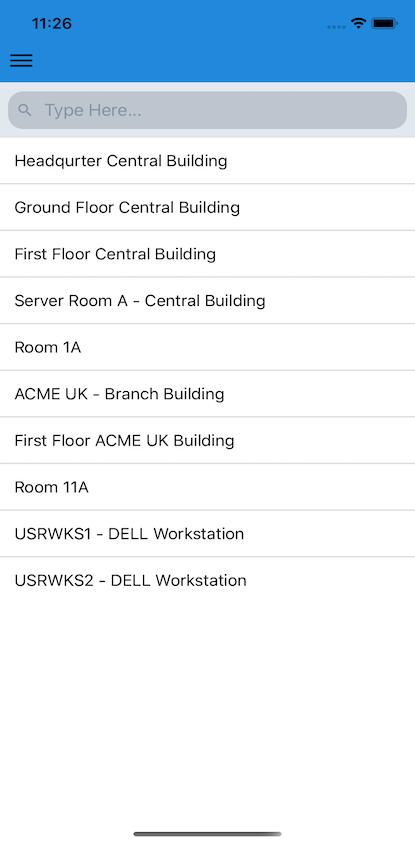 11:26
Type Here...
Headqurter Central Building
Ground Floor Central Building
First Floor Central Building
Server Room A - Central Building
Room 1A
ACME UK - Branch Building
First Floor ACME UK Building
Room 11A
USRWKS1 - DELL Workstation
USRWKS2 - DELL Workstation